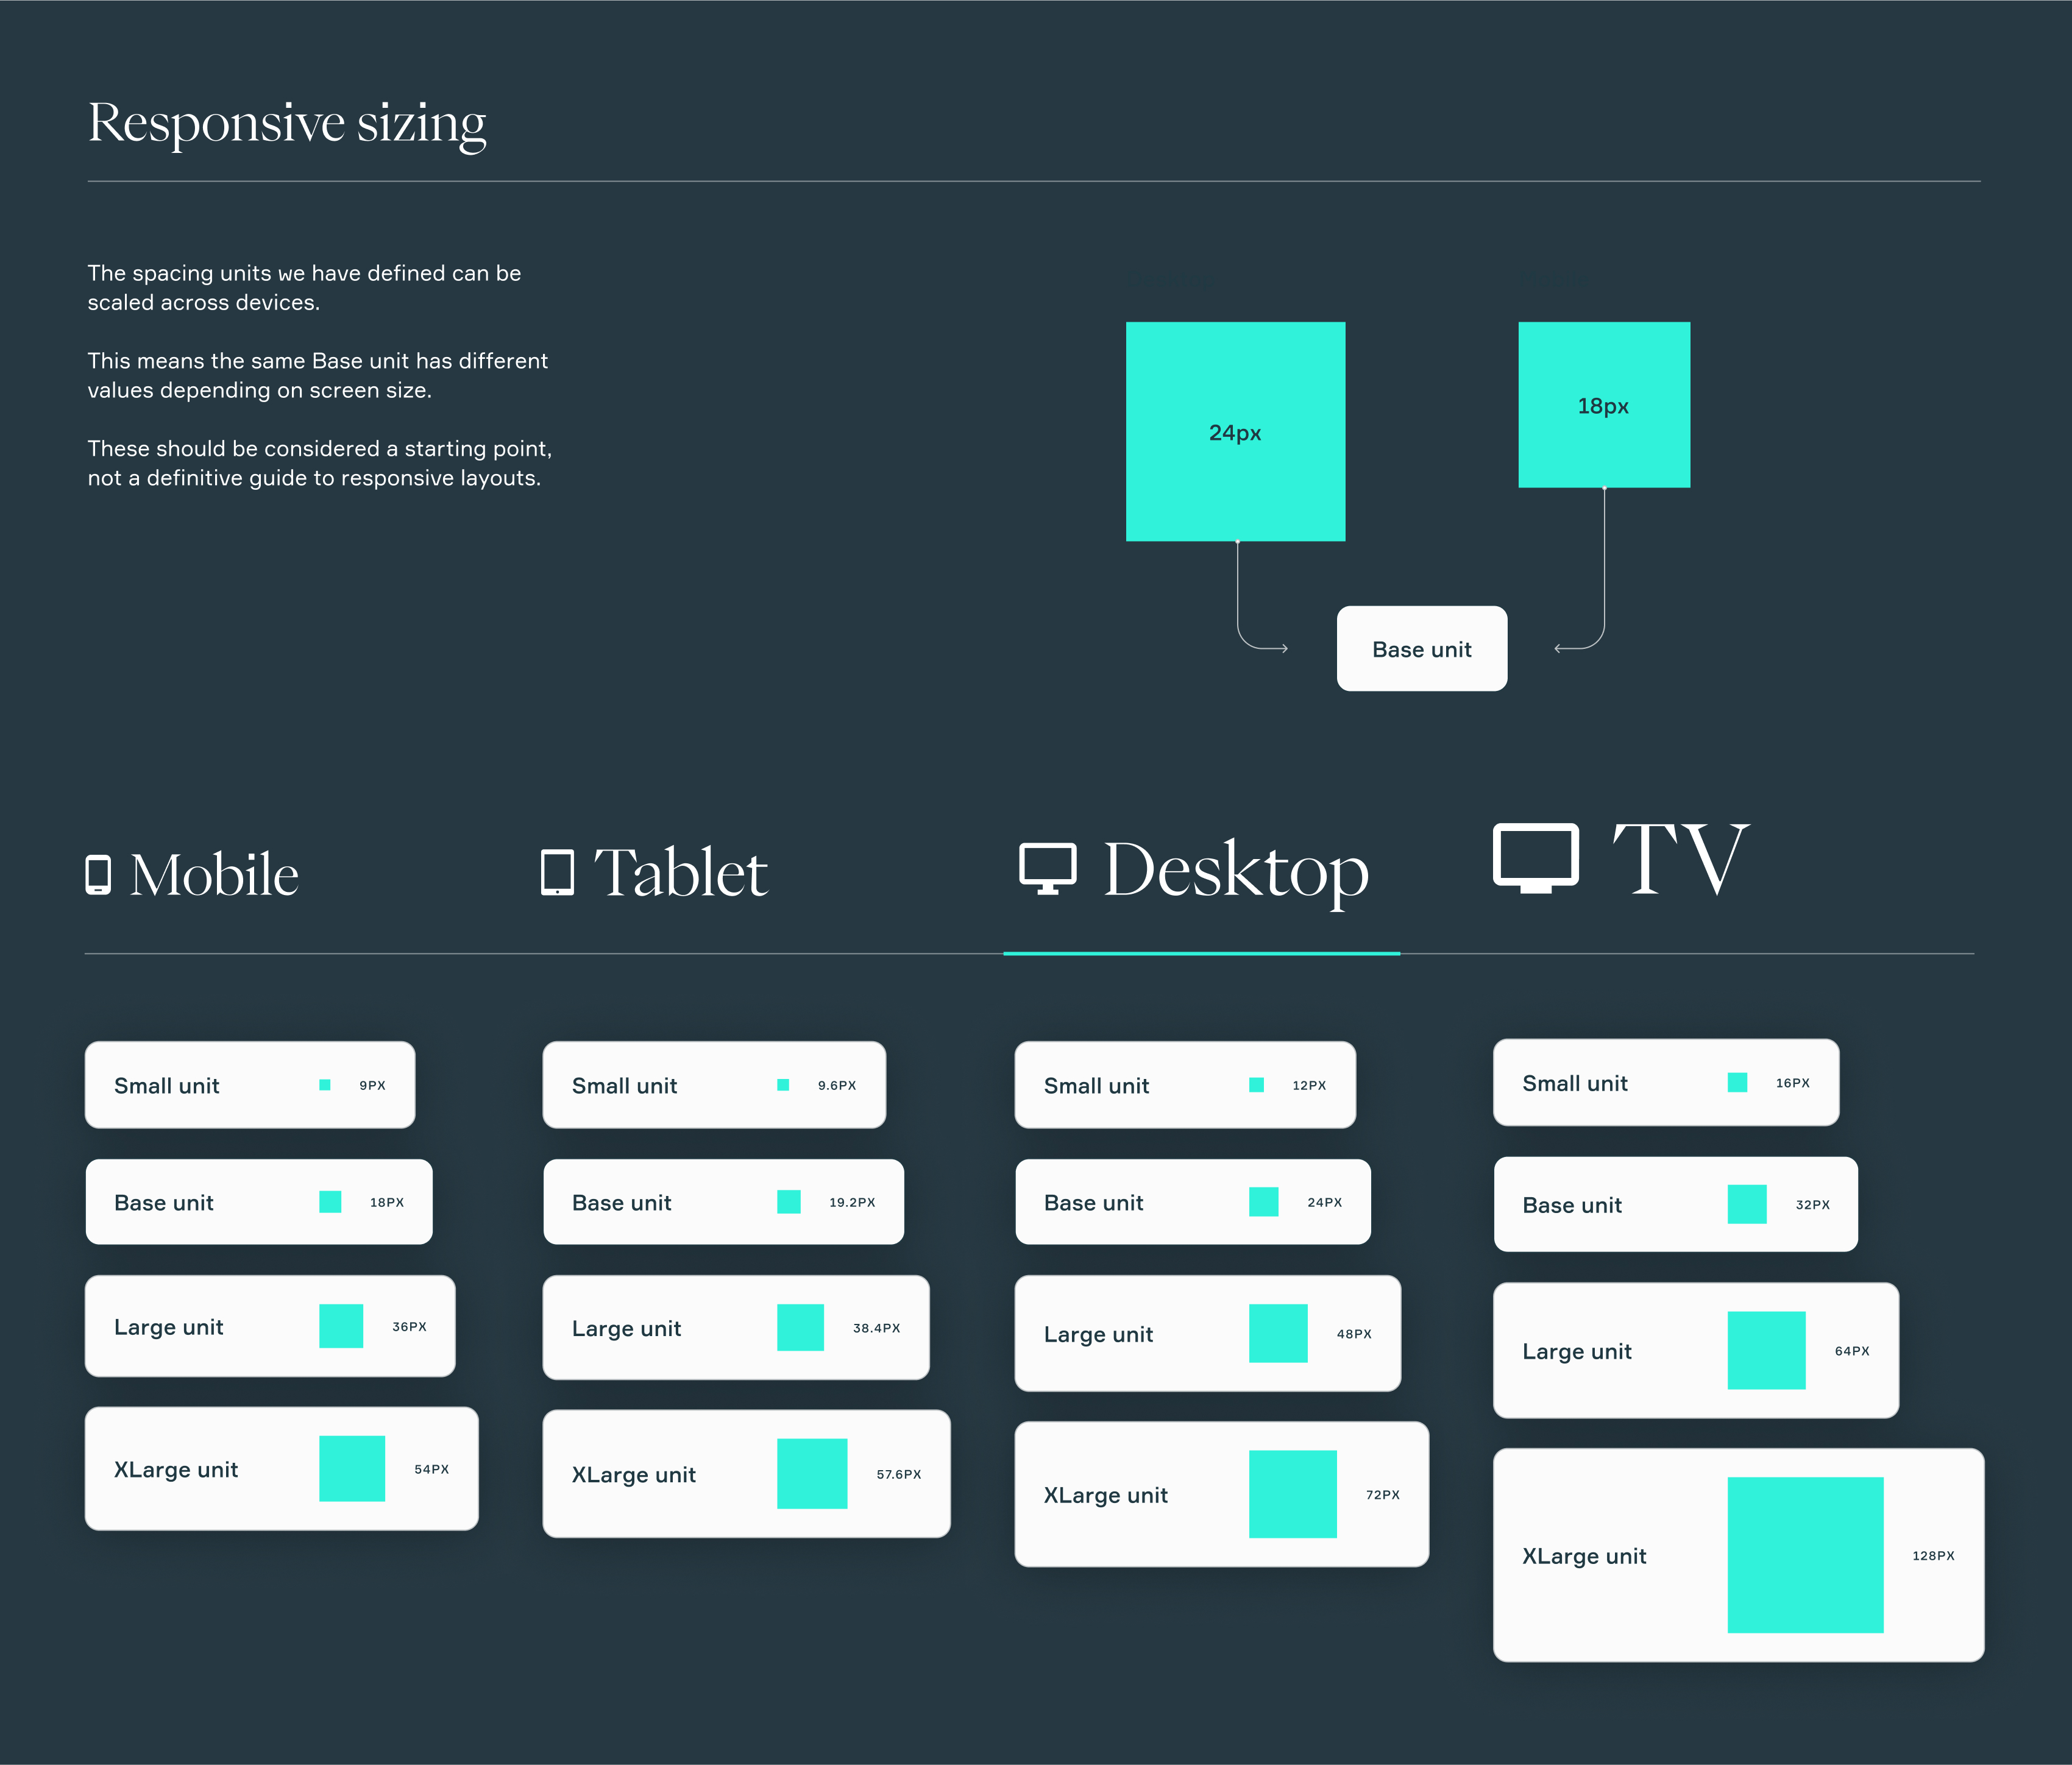 Responsive sizing
The spacing units we have defined can be
scaled across devices.
This means the same Base unit has different
values depending on screen size.
These should be considered a starting point,
not a definitive guide to responsive layouts.
24px
18px
Base unit
Mobile
Tablet
Desktop
TV
Small unit 9PX
Base unit 18PX
Large unit 36PX
XLarge unit 54PX
Small unit 9.6PX
Base unit 19.2PX
Large unit 38.4PX
XLarge unit 57.6PX
Small unit 12PX
Base unit 24PX
Large unit 48PX
XLarge unit 72PX
Small unit 16PX
Base unit 32PX
Large unit 64PX
XLarge unit 128PX